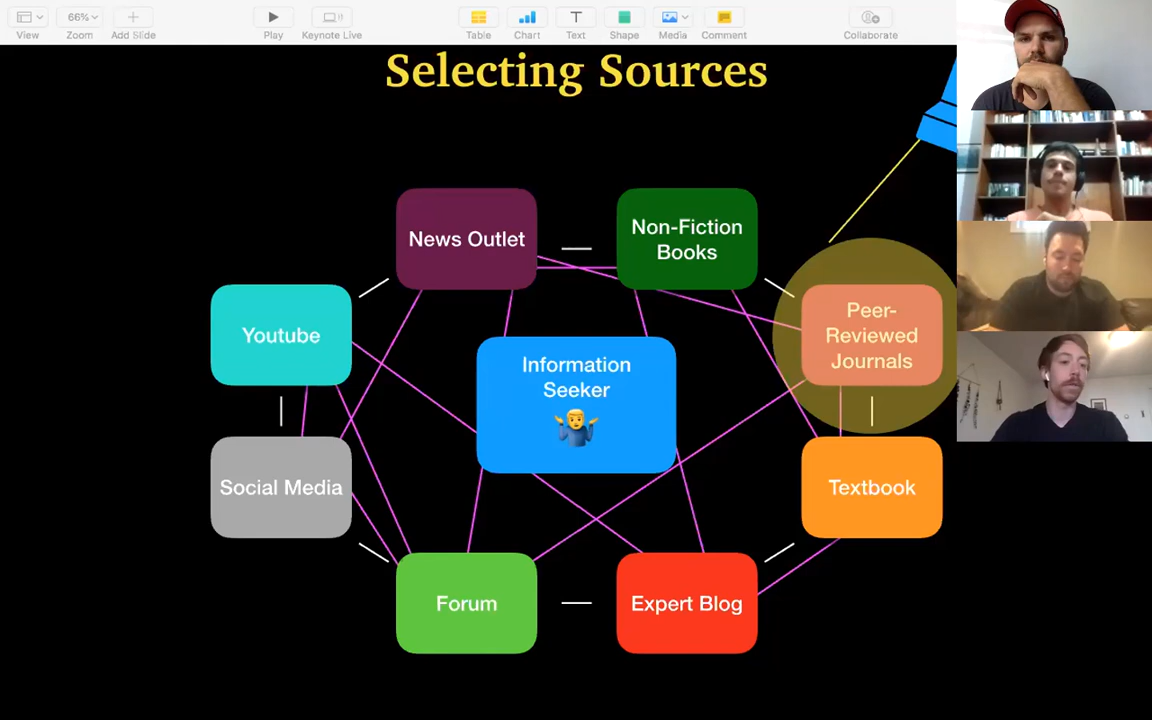 66%
View
Zoom
Add Slide
Play
Keynote Live
Table
Chart
Text
Shape
Media
Comment
Collaborate
Selecting Sources
News Outlet
Non-Fiction
Books
Youtube
Peer-
Reviewed
Journals
Information
Seeker
Social Media
Textbook
Forum
Expert Blog